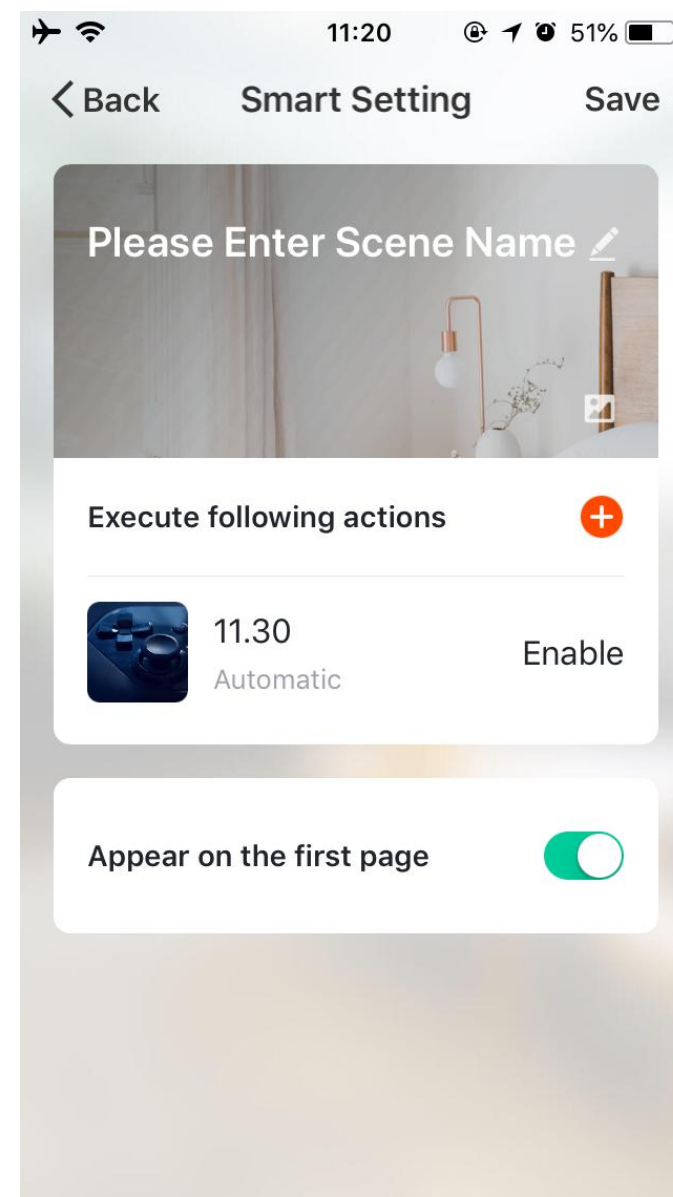 11:20
51%
Back
Smart Setting
Save
Please Enter Scene Name
Execute following actions
11.30
Enable
Automatic
Appear on the first page